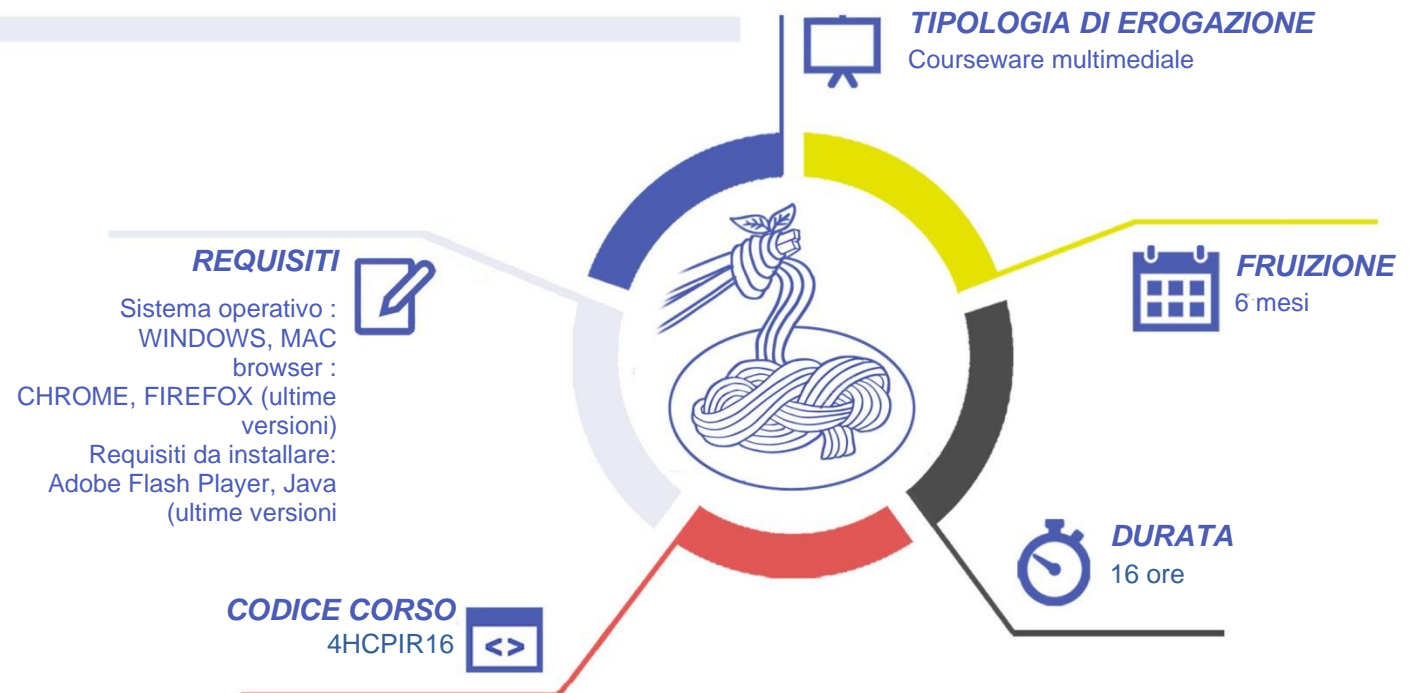 TIPOLOGIA DI EROGAZIONE
Courseware multimediale
REQUISITI
Sistema operativo :
WINDOWS, MAC
browser :
CHROME, FIREFOX (ultime
versioni)
Requisiti da installare:
Adobe Flash Player, Java
(ultime versioni
FRUIZIONE
6 mesi
DURATA
16 ore
CODICE CORSO
4HCPIR16
<>